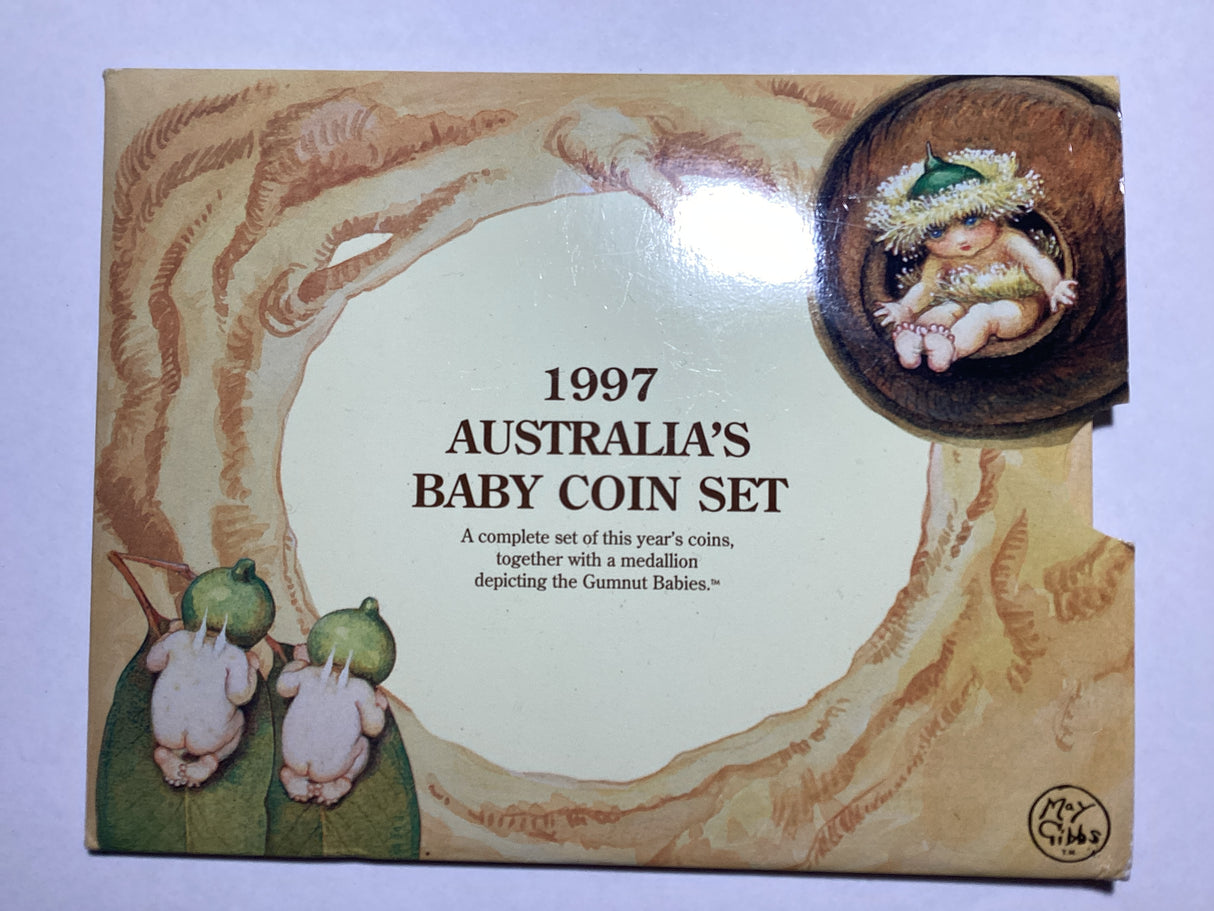 1997
AUSTRALIA'S
BABY COIN SET
A complete set of this year's coins,
together with a medallion
depicting the Gumnut Babies.™
May
Gibbs
TM